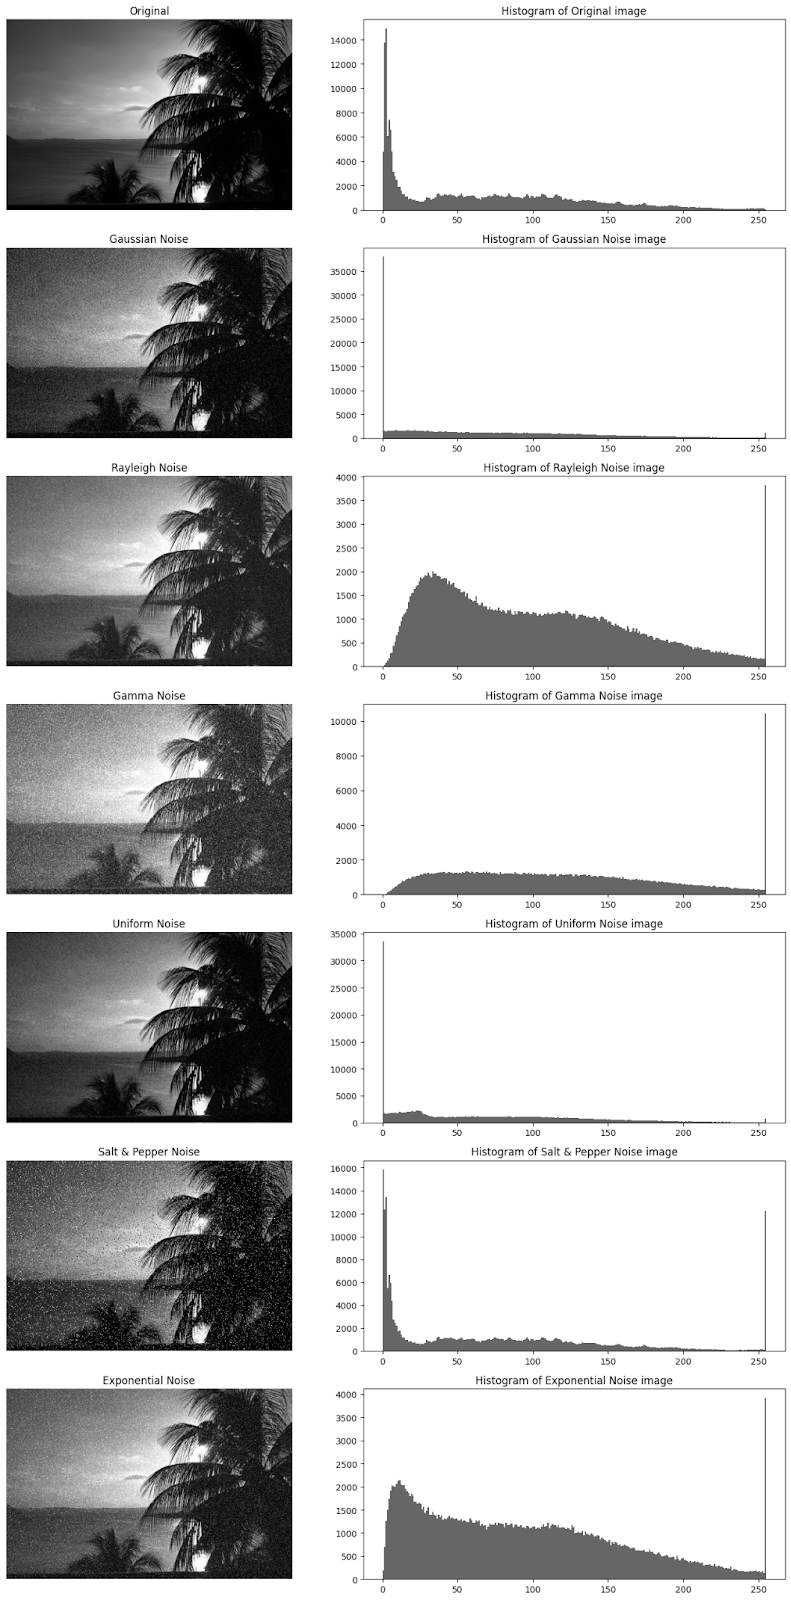 Original
Histogram of Original image
14000
12000
10000
8000
6000
4000
2000
0
0 50 100 150 200 250
Gaussian Noise
Histogram of Gaussian Noise image
35000
30000
25000
20000
15000
10000
5000
0
0 50 100 150 200 250
Rayleigh Noise
Histogram of Rayleigh Noise image
4000
3500
3000
2500
2000
1500
1000
500
0
0 50 100 150 200 250
Gamma Noise
Histogram of Gamma Noise image
10000
8000
6000
4000
2000
0
0 50 100 150 200 250
Uniform Noise
Histogram of Uniform Noise image
35000
30000
25000
20000
15000
10000
5000
0
0 50 100 150 200 250
Salt & Pepper Noise
Histogram of Salt & Pepper Noise image
16000
14000
12000
10000
8000
6000
4000
2000
0
0 50 100 150 200 250
Exponential Noise
Histogram of Exponential Noise image
4000
3500
3000
2500
2000
1500
1000
500
0
0 50 100 150 200 250